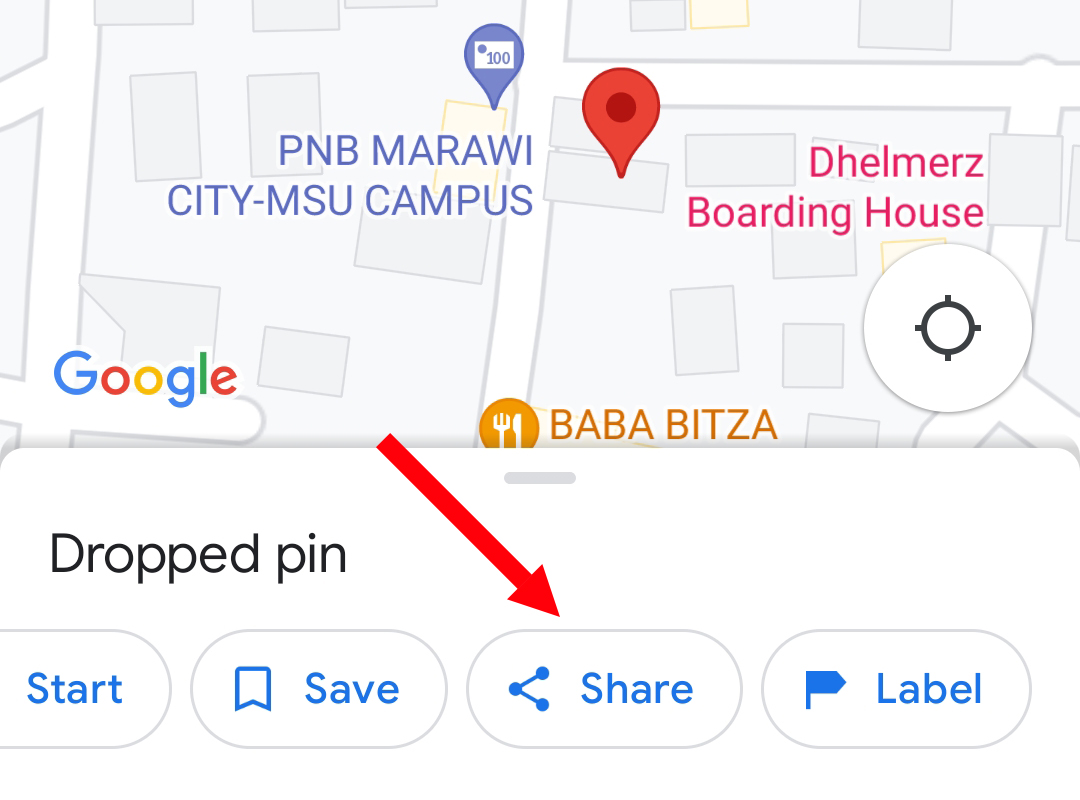 100
PNB MARAWI
CITY-MSU CAMPUS
Dhelmerz
Boarding House
Google
BABA BITZA
Dropped pin
Start
Save
Share
Label